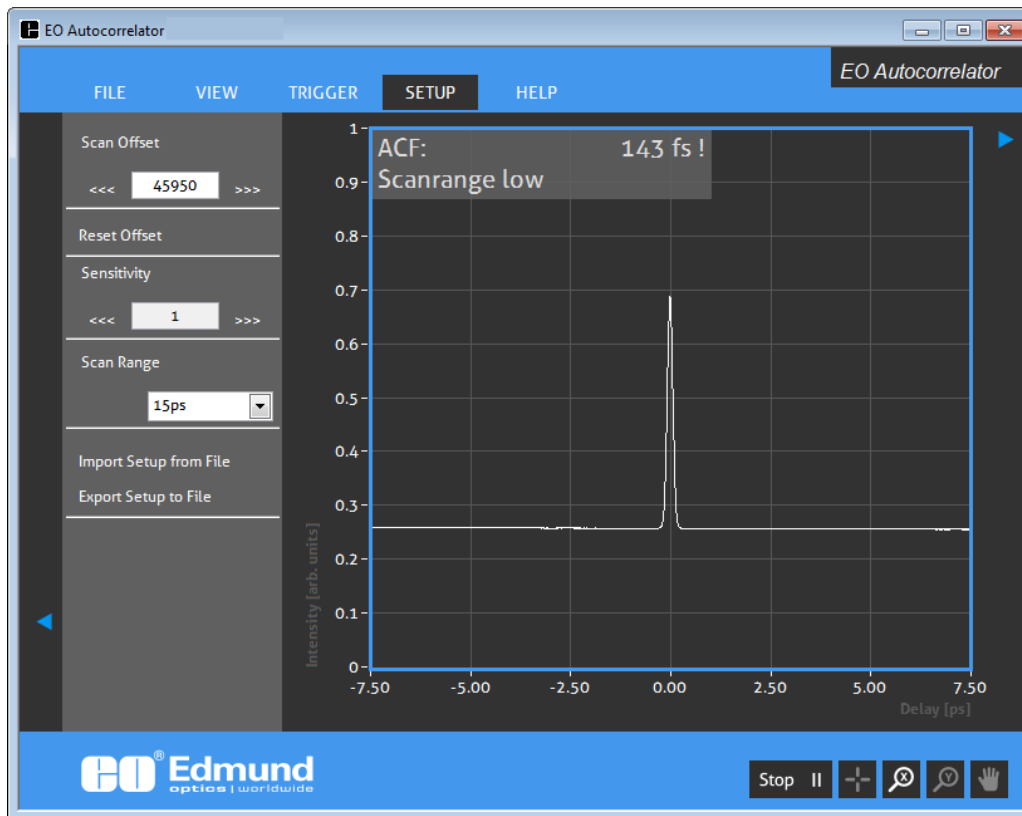 EO Autocorrelator
EO Autocorrelator
FILE VIEW TRIGGER SETUP HELP
Scan Offset
<<< 45950 >>>
Reset Offset
Sensitivity
<<< 1 >>>
Scan Range
15ps
Import Setup from File
Export Setup to File
ACF: 143 fs !
Scanrange low
1
0.9
0.8
0.7
0.6
0.5
0.4
0.3
0.2
0.1
0
Intensity [arb. units]
-7.50 -5.00 -2.50 0.00 2.50 5.00 7.50
Delay [ps]
EO® Edmund
optics | worldwide
Stop II
X
Y